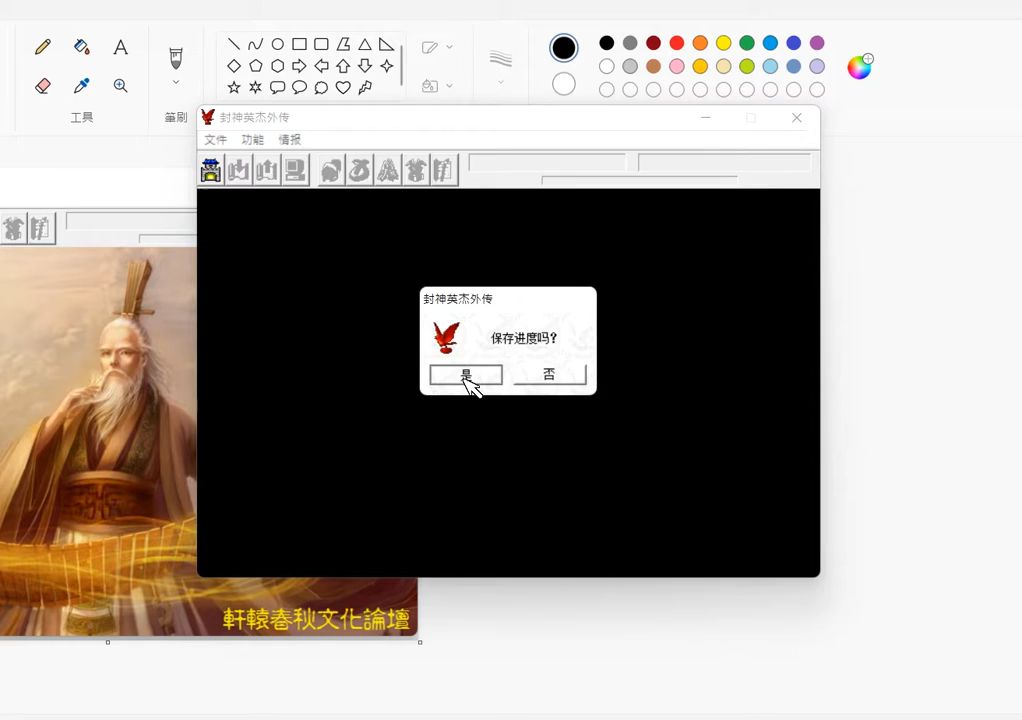 工具
筆刷
封神英杰外传
文件 功能 情报
封神英杰外传
保存进度吗?
是 否
軒轅春秋文化論壇